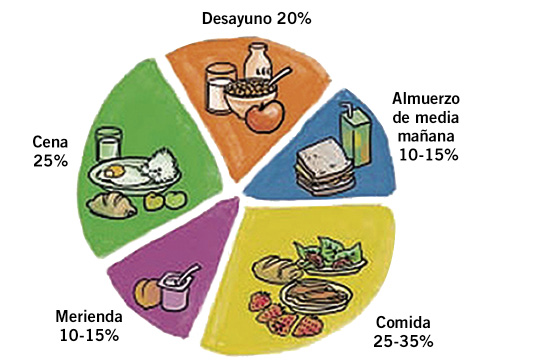 Desayuno 20%
Almuerzo
de media
mañana
10-15%
Comida
25-35%
Merienda
10-15%
Cena
25%